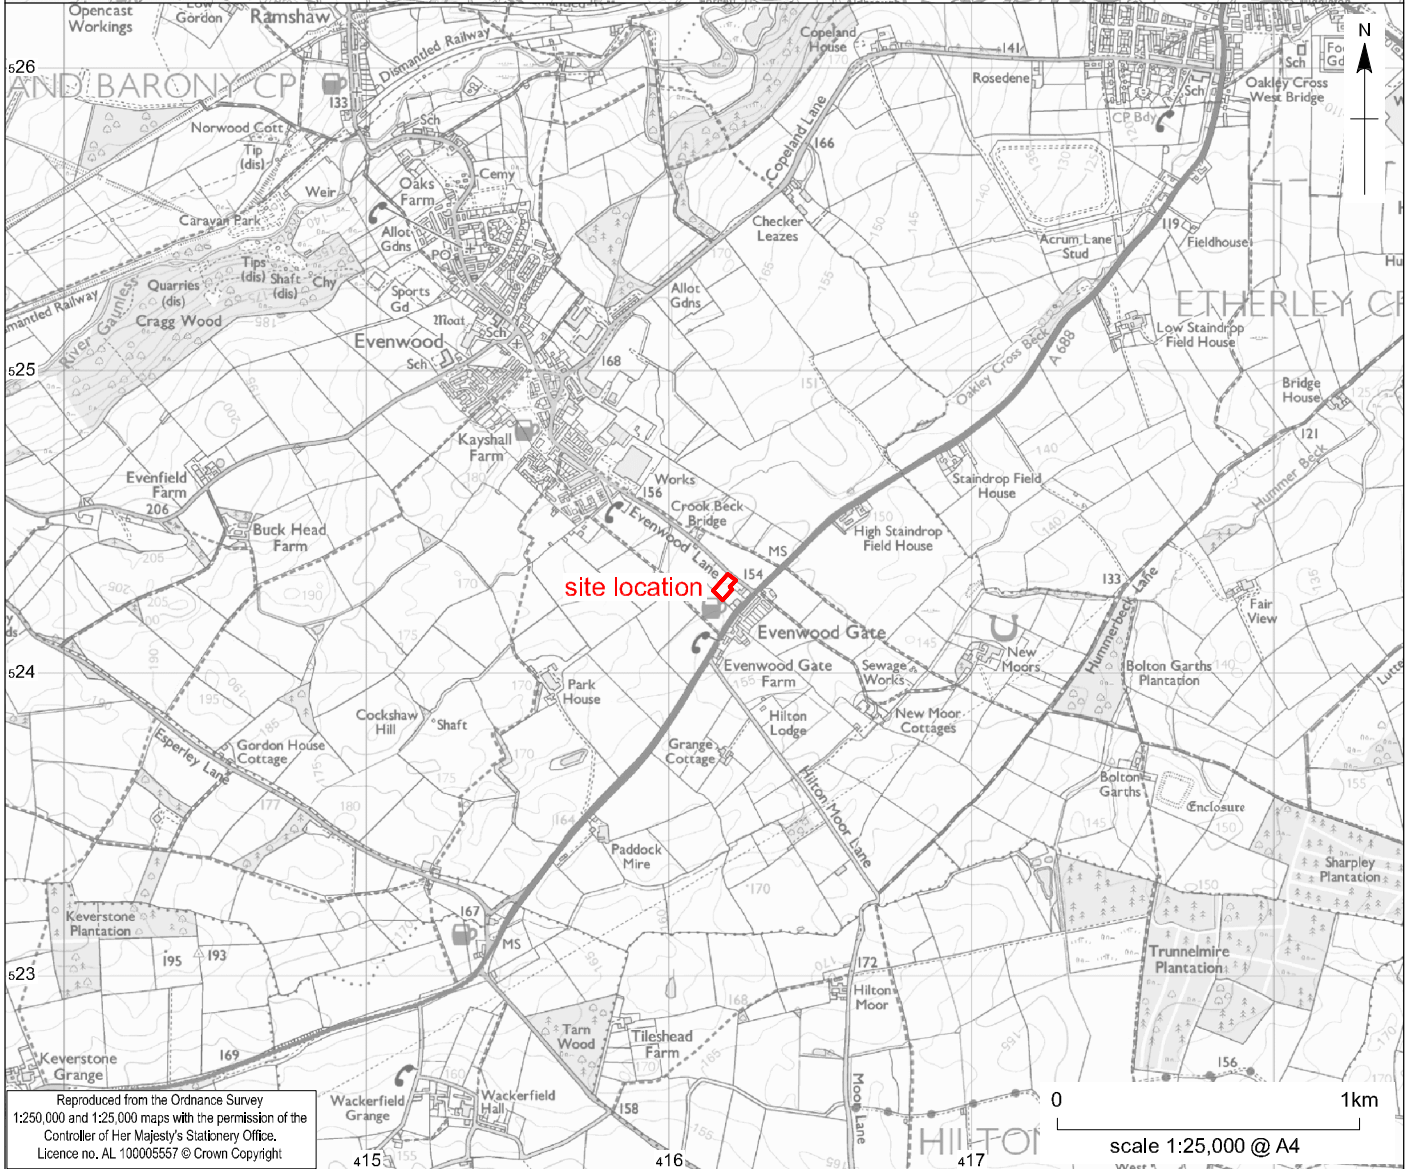 Opencast
Workings
Low
Gordon
Ramshaw
Dismantled Railway
Copeland
House
170
141
Rosedene
Sch
Sch
Oakley Cross
West Bridge
CP Bdy
N
526
AND BARONY CP
133
Norwood Cott
Tip
(dis)
Sch
Cemy
Weir
Oaks
Farm
Caravan Park
Allot
Gdns
PO
Copeland Lane
166
Checker
Leazes
Acrum Lane
Stud
119
Fieldhouse
Tips
(dis)
Shaft
(dis)
Chy
Quarries
(dis)
Cragg Wood
River Gaunless
Sports
Gd
Moat
Sch
Evenwood
Sch
Allot
Gdns
ETHERLEY CP
Low Staindrop
Field House
525
168
Oakley Cross Beck
A 688
Bridge
House
121
Hummer Beck
Kayshall
Farm
Evenfield
Farm
206
Buck Head
Farm
Works
156
Crook Beck
Bridge
Evenwood Lane
MS
154
Staindrop Field
House
High Staindrop
Field House
site location
133
Hummerbeck Lane
Fair
View
Evenwood Gate
Evenwood Gate
Farm
Sewage
Works
New
Moors
Bolton Garths
Plantation
524
Park
House
Cockshaw
Hill
Shaft
Hilton
Lodge
New Moor
Cottages
Grange
Cottage
Gordon House
Cottage
Esperley Lane
177
Hilton Moor Lane
Bolton
Garths
Enclosure
164
Paddock
Mire
Sharpley
Plantation
Keverstone
Plantation
167
MS
195
193
Trunnelmire
Plantation
523
172
Hilton
Moor
Tarn
Wood
Tileshead
Farm
Keverstone
Grange
169
Wackerfield
Grange
Wackerfield
Hall
158
Moor Lane
156
HILTON
Reproduced from the Ordnance Survey
1:250,000 and 1:25,000 maps with the permission of the
Controller of Her Majesty's Stationery Office.
Licence no. AL 100005557 © Crown Copyright
415
416
417
0
1km
scale 1:25,000 @ A4